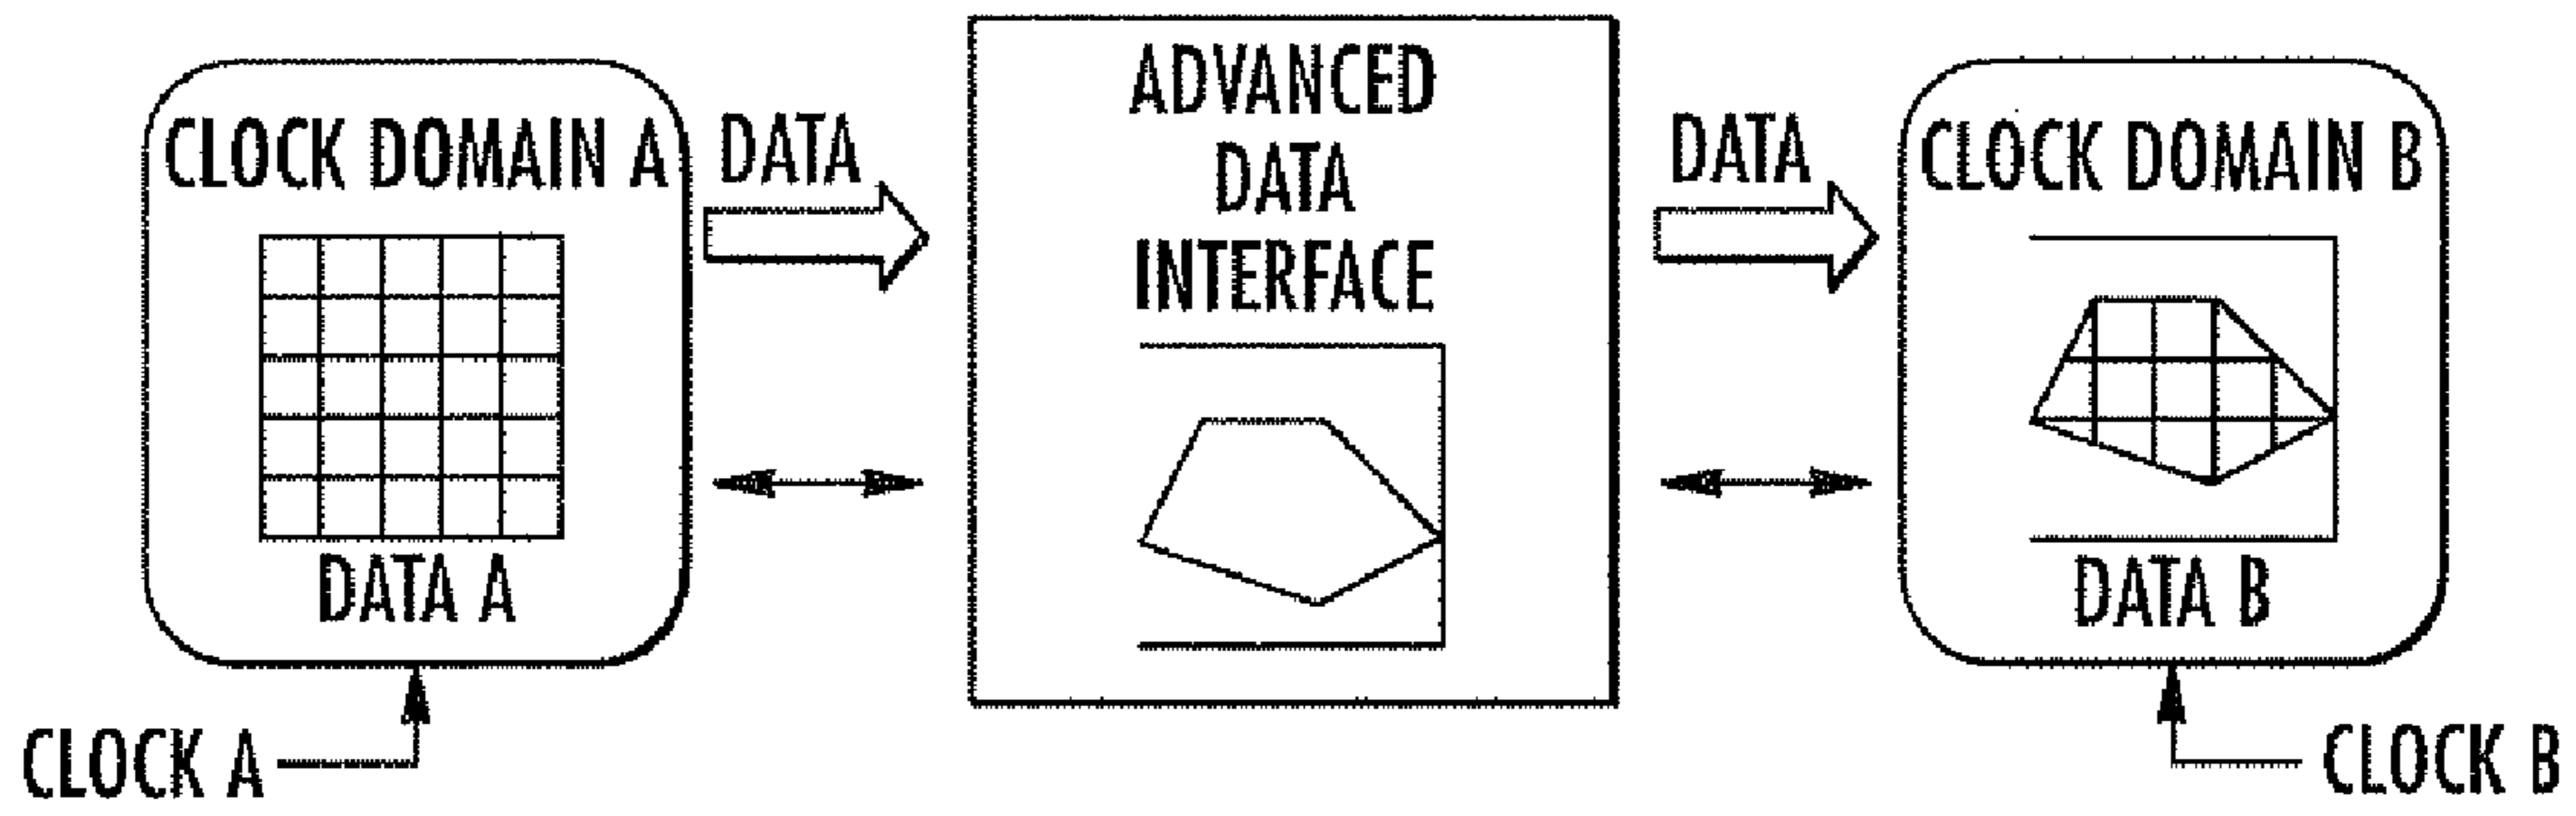 CLOCK DOMAIN A
DATA A
CLOCK A
DATA
ADVANCED
DATA
INTERFACE
DATA
CLOCK DOMAIN B
DATA B
CLOCK B